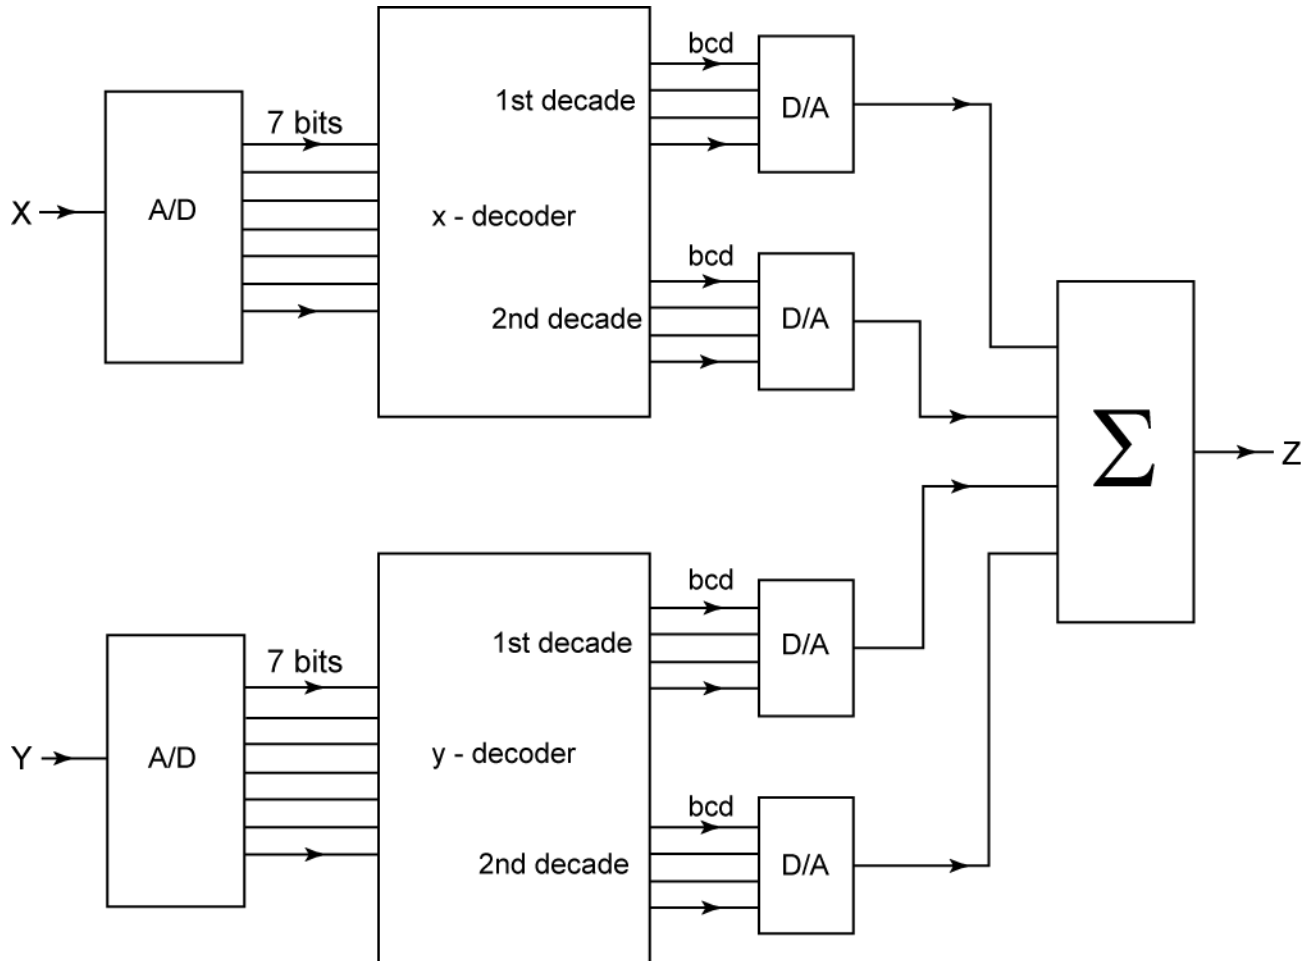 bcd
1st decade
D/A
7 bits
X
A/D
x - decoder
bcd
2nd decade
D/A
Σ
Z
bcd
1st decade
D/A
7 bits
Y
A/D
y - decoder
bcd
2nd decade
D/A